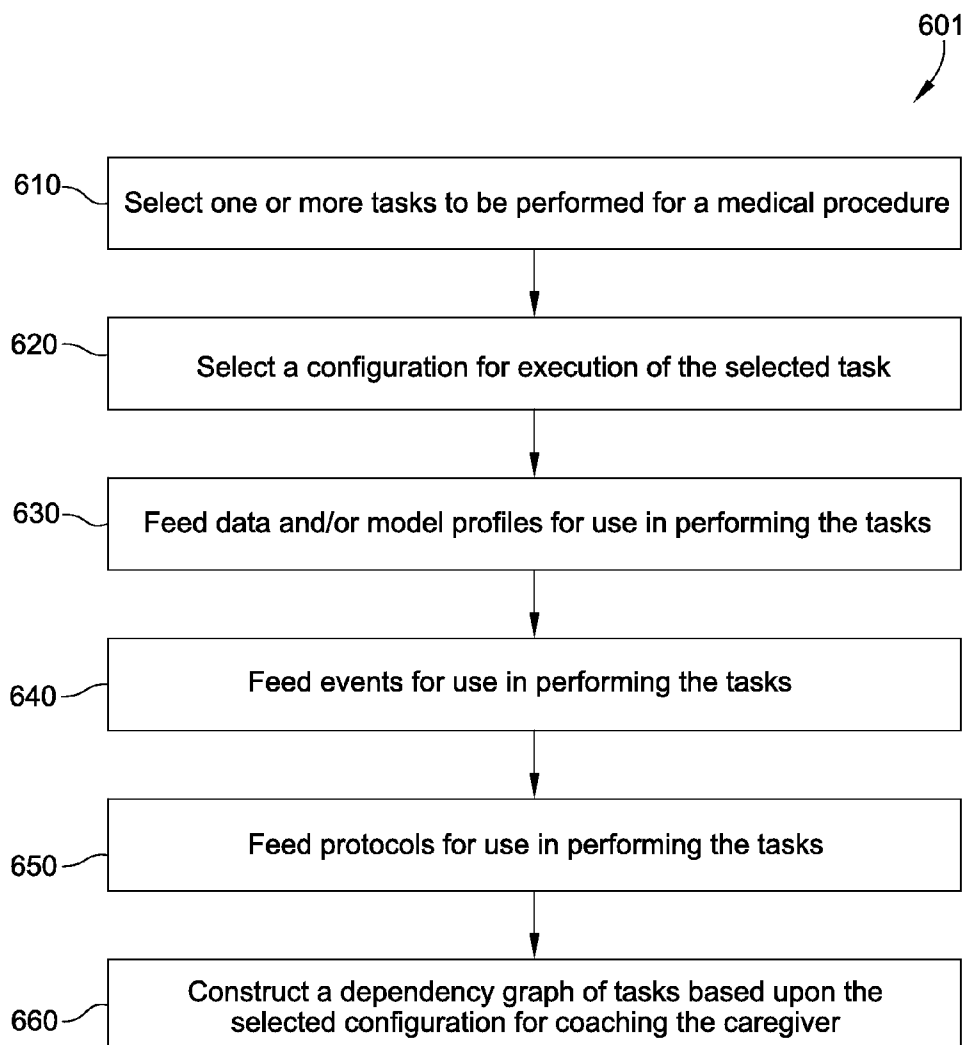 601
610
Select one or more tasks to be performed for a medical procedure
620
Select a configuration for execution of the selected task
630
Feed data and/or model profiles for use in performing the tasks
640
Feed events for use in performing the tasks
650
Feed protocols for use in performing the tasks
660
Construct a dependency graph of tasks based upon the
selected configuration for coaching the caregiver